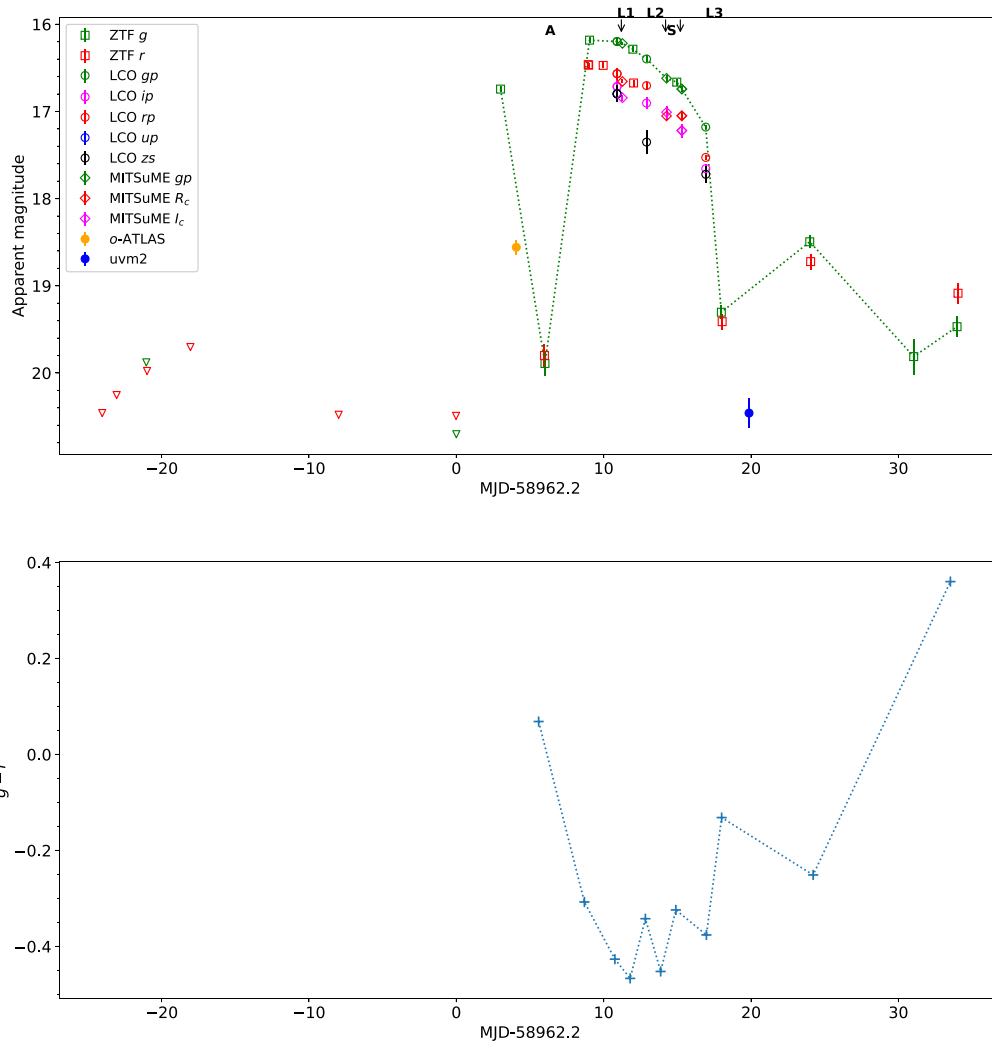 A L1 L2 S L3
16
17
18
19
20
Apparent magnitude
ZTF g
ZTF r
LCO gp
LCO ip
LCO rp
LCO up
LCO zs
MITSuME gp
MITSuME R_c
MITSuME I_c
o-ATLAS
uvm2
−20 −10 0 10 20 30
MJD-58962.2
0.4
0.2
0.0
−0.2
−0.4
−20 −10 0 10 20 30
MJD-58962.2